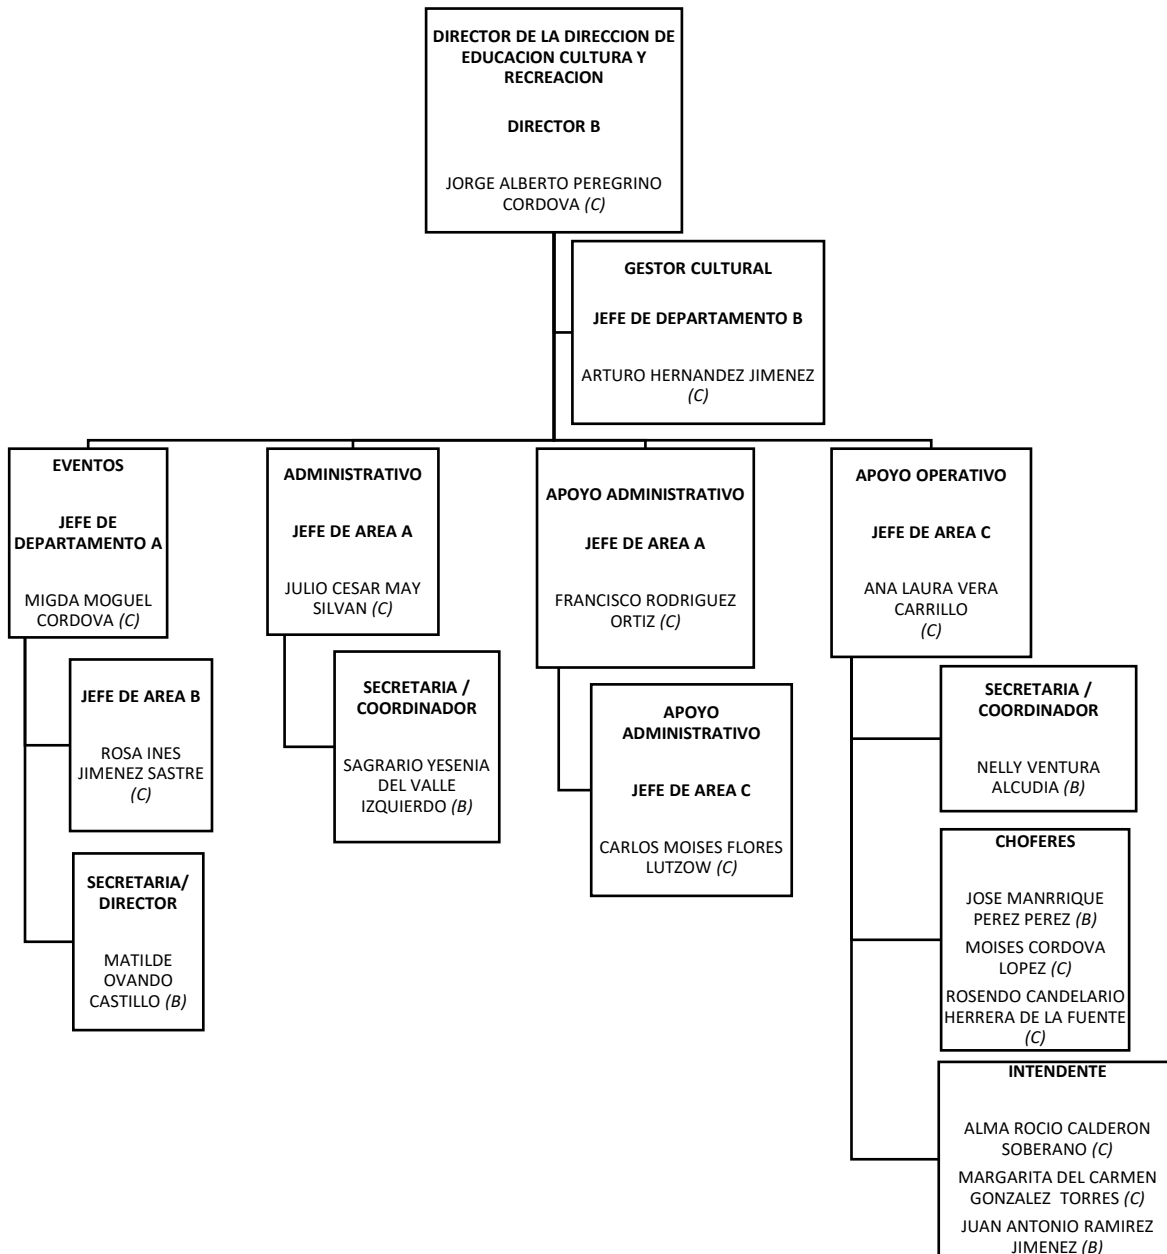 DIRECTOR DE LA DIRECCION DE
EDUCACION CULTURA Y
RECREACION
DIRECTOR B
JORGE ALBERTO PEREGRINO
CORDOVA (C)
GESTOR CULTURAL
JEFE DE DEPARTAMENTO B
ARTURO HERNANDEZ JIMENEZ
(C)
EVENTOS
JEFE DE
DEPARTAMENTO A
MIGDA MOGUEL
CORDOVA (C)
JEFE DE AREA B
ROSA INES
JIMENEZ SASTRE
(C)
SECRETARIA/
DIRECTOR
MATILDE
OVANDO
CASTILLO (B)
ADMINISTRATIVO
JEFE DE AREA A
JULIO CESAR MAY
SILVAN (C)
SECRETARIA /
COORDINADOR
SAGRARIO YESENIA
DEL VALLE
IZQUIERDO (B)
APOYO ADMINISTRATIVO
JEFE DE AREA A
FRANCISCO RODRIGUEZ
ORTIZ (C)
APOYO
ADMINISTRATIVO
JEFE DE AREA C
CARLOS MOISES FLORES
LUTZOW (C)
APOYO OPERATIVO
JEFE DE AREA C
ANA LAURA VERA
CARRILLO
(C)
SECRETARIA /
COORDINADOR
NELLY VENTURA
ALCUDIA (B)
CHOFERES
JOSE MANRRIQUE
PEREZ PEREZ (B)
MOISES CORDOVA
LOPEZ (C)
ROSENDO CANDELARIO
HERRERA DE LA FUENTE
(C)
INTENDENTE
ALMA ROCIO CALDERON
SOBERANO (C)
MARGARITA DEL CARMEN
GONZALEZ  TORRES (C)
JUAN ANTONIO RAMIREZ
JIMENEZ (B)